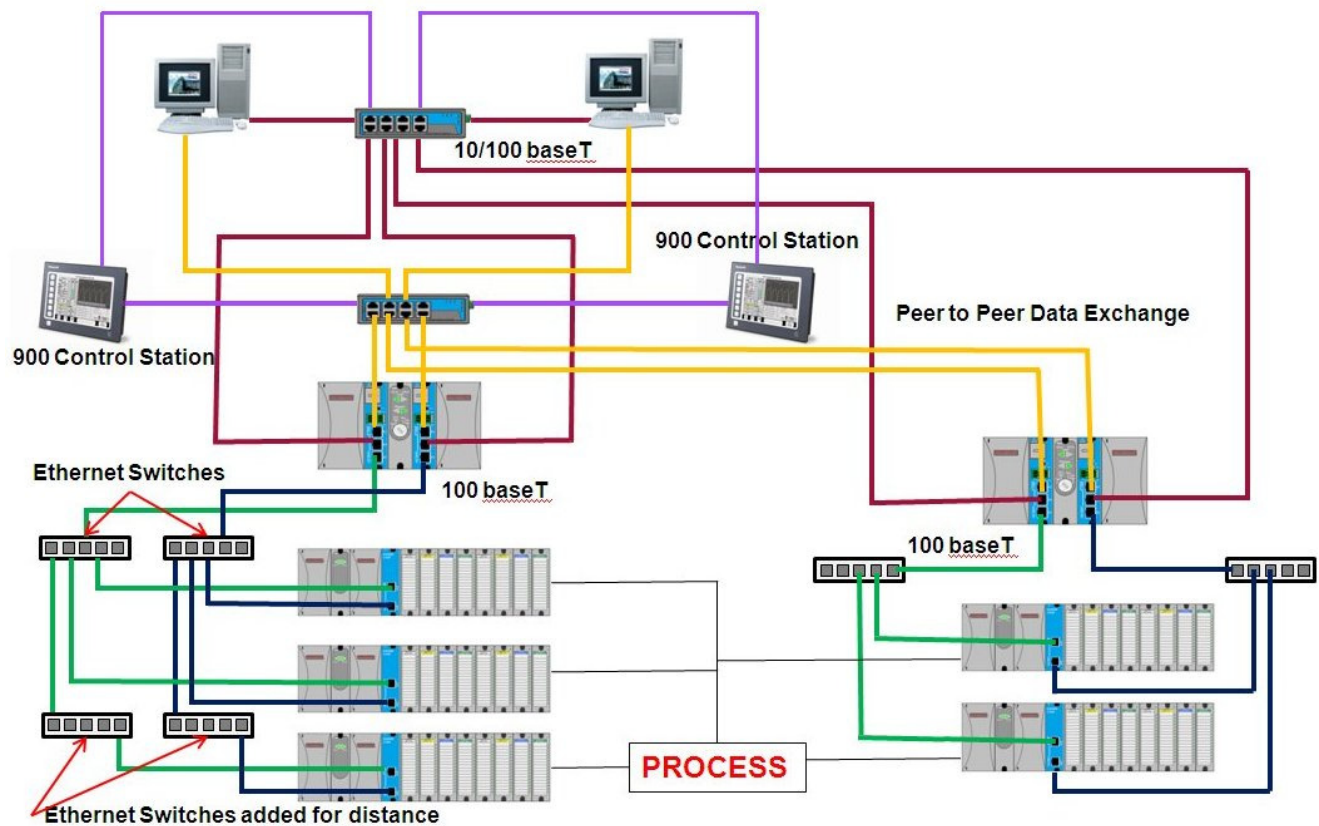 10/100 baseT
900 Control Station
900 Control Station
Peer to Peer Data Exchange
Ethernet Switches
100 baseT
100 baseT
PROCESS
Ethernet Switches added for distance